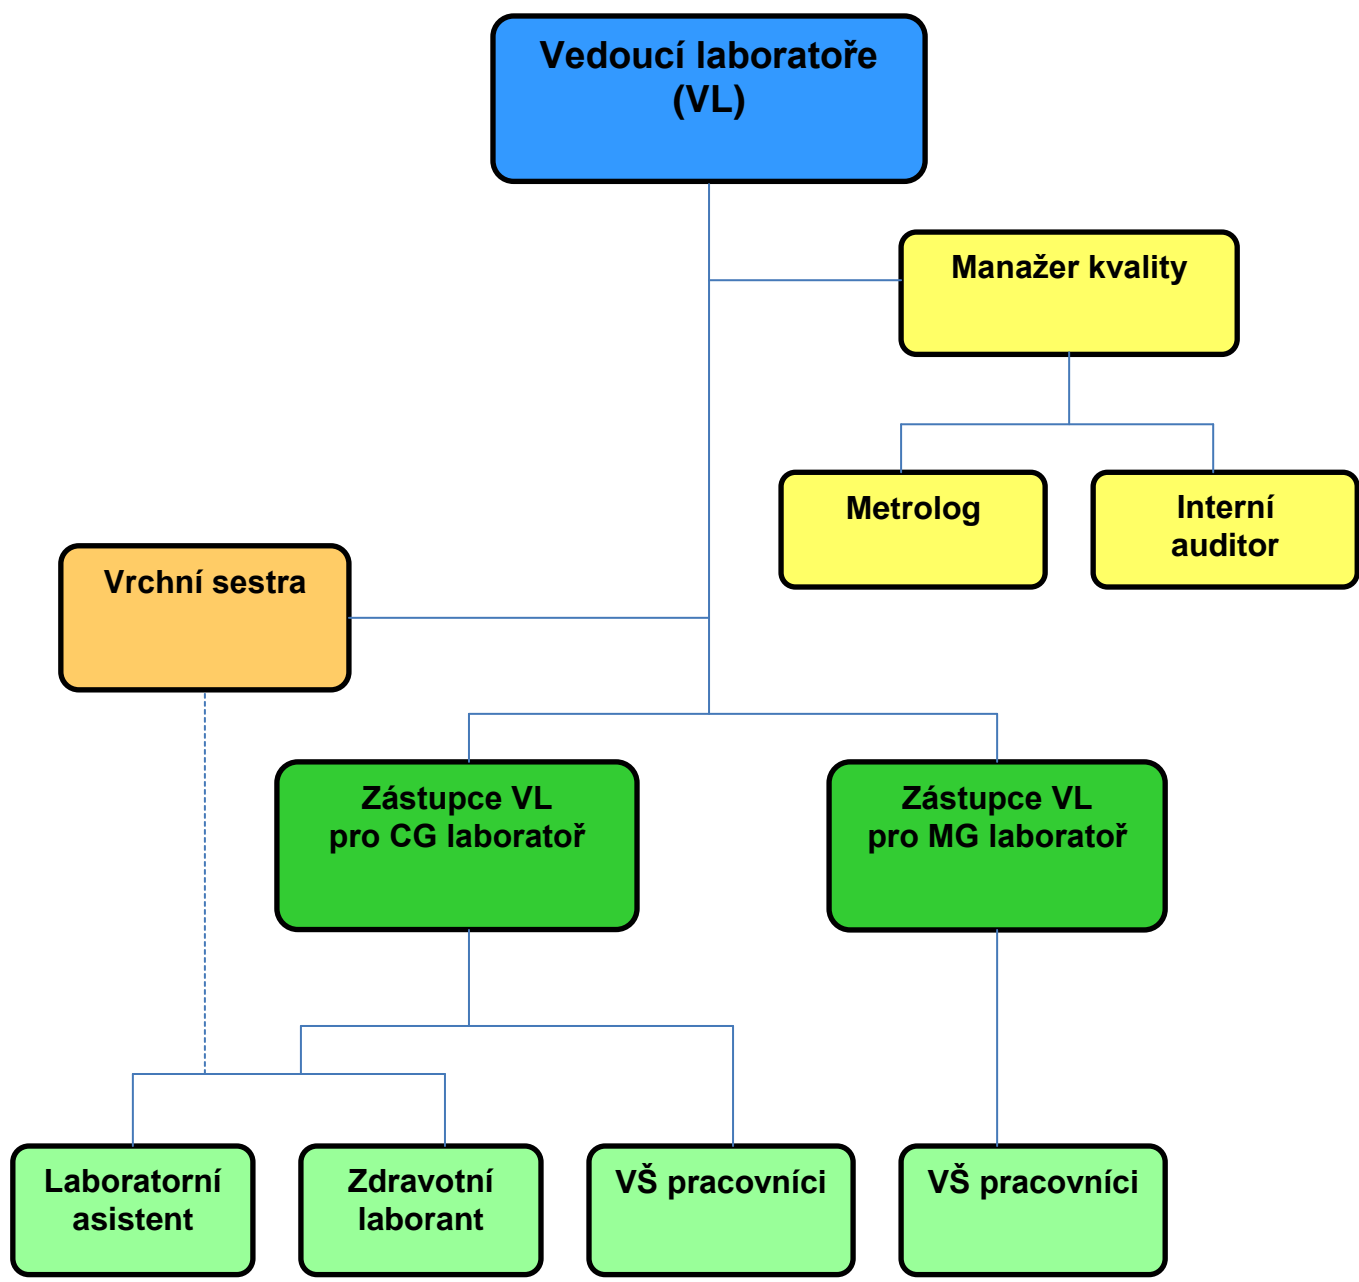 Vedoucí laboratoře
(VL)
Manažer kvality
Metrolog
Interní
auditor
Vrchní sestra
Zástupce VL
pro CG laboratoř
Zástupce VL
pro MG laboratoř
Laboratorní
asistent
Zdravotní
laborant
VŠ pracovníci
VŠ pracovníci